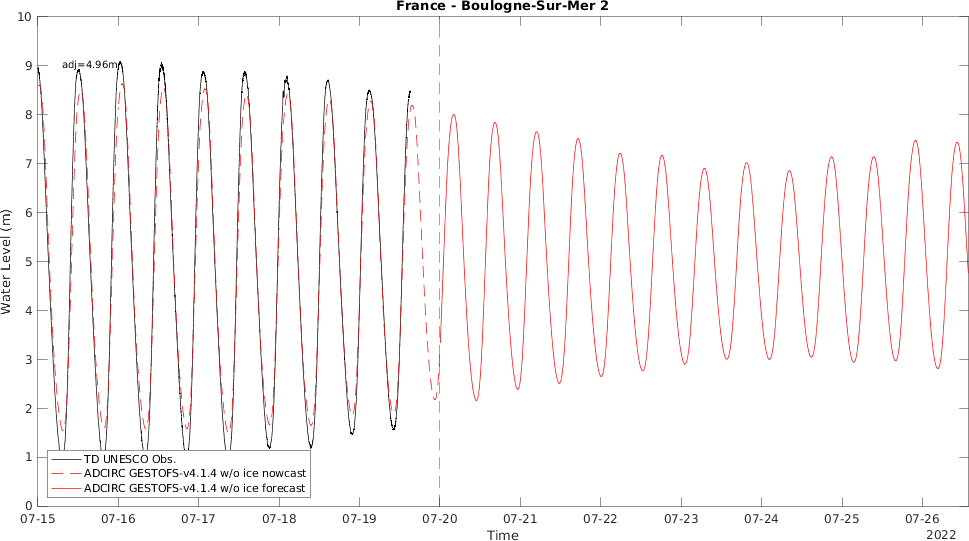 France - Boulogne-Sur-Mer 2
10
9
8
7
6
5
4
3
2
1
0
Water Level (m)
adj=4.96m
TD UNESCO Obs.
ADCIRC GESTOFS-v4.1.4 w/o ice nowcast
ADCIRC GESTOFS-v4.1.4 w/o ice forecast
07-15 07-16 07-17 07-18 07-19 07-20 07-21 07-22 07-23 07-24 07-25 07-26
Time
2022